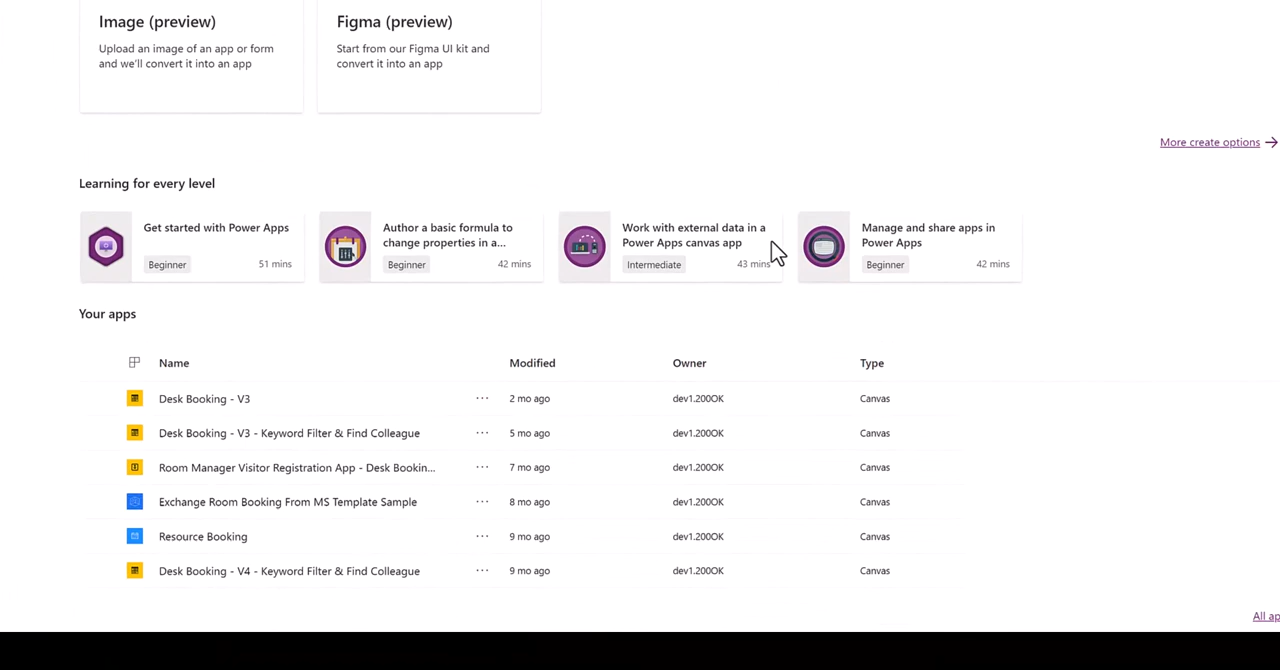 Image (preview)
Upload an image of an app or form
and we'll convert it into an app
Figma (preview)
Start from our Figma UI kit and
convert it into an app
More create options
Learning for every level
Get started with Power Apps
Beginner 51 mins
Author a basic formula to
change properties in a...
Beginner 42 mins
Work with external data in a
Power Apps canvas app
Intermediate 43 mins
Manage and share apps in
Power Apps
Beginner 42 mins
Your apps
Name Modified Owner Type
Desk Booking - V3 ... 2 mo ago dev1.200OK Canvas
Desk Booking - V3 - Keyword Filter & Find Colleague ... 5 mo ago dev1.200OK Canvas
Room Manager Visitor Registration App - Desk Bookin... ... 7 mo ago dev1.200OK Canvas
Exchange Room Booking From MS Template Sample ... 8 mo ago dev1.200OK Canvas
Resource Booking ... 9 mo ago dev1.200OK Canvas
Desk Booking - V4 - Keyword Filter & Find Colleague ... 9 mo ago dev1.200OK Canvas
All ap